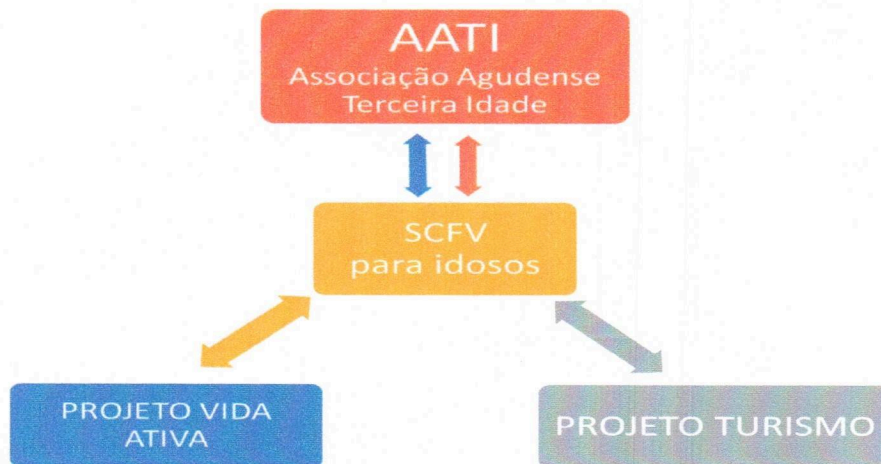 AATI
Associação Agudense
Terceira Idade
SCFV
para idosos
PROJETO VIDA
ATIVA
PROJETO TURISMO